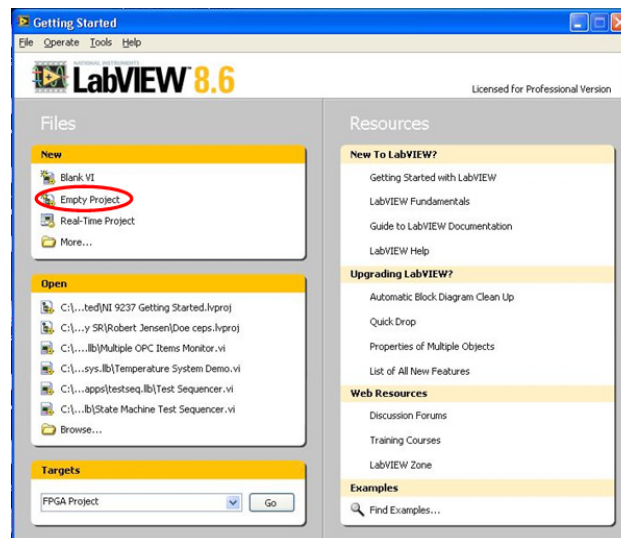 Getting Started
File Operate Tools Help
NATIONAL INSTRUMENTS
LabVIEW 8.6
Licensed for Professional Version
Files
New
Blank VI
Empty Project
Real-Time Project
More...
Open
C:\...ted\NI 9237 Getting Started.lvproj
C:\...y SR\Robert Jensen\Doe ceps.lvproj
C:\....llb\Multiple OPC Items Monitor.vi
C:\...sys.llb\Temperature System Demo.vi
C:\...apps\testseq.llb\Test Sequencer.vi
C:\...lb\State Machine Test Sequencer.vi
Browse...
Targets
FPGA Project
Go
Resources
New To LabVIEW?
Getting Started with LabVIEW
LabVIEW Fundamentals
Guide to LabVIEW Documentation
LabVIEW Help
Upgrading LabVIEW?
Automatic Block Diagram Clean Up
Quick Drop
Properties of Multiple Objects
List of All New Features
Web Resources
Discussion Forums
Training Courses
LabVIEW Zone
Examples
Find Examples...